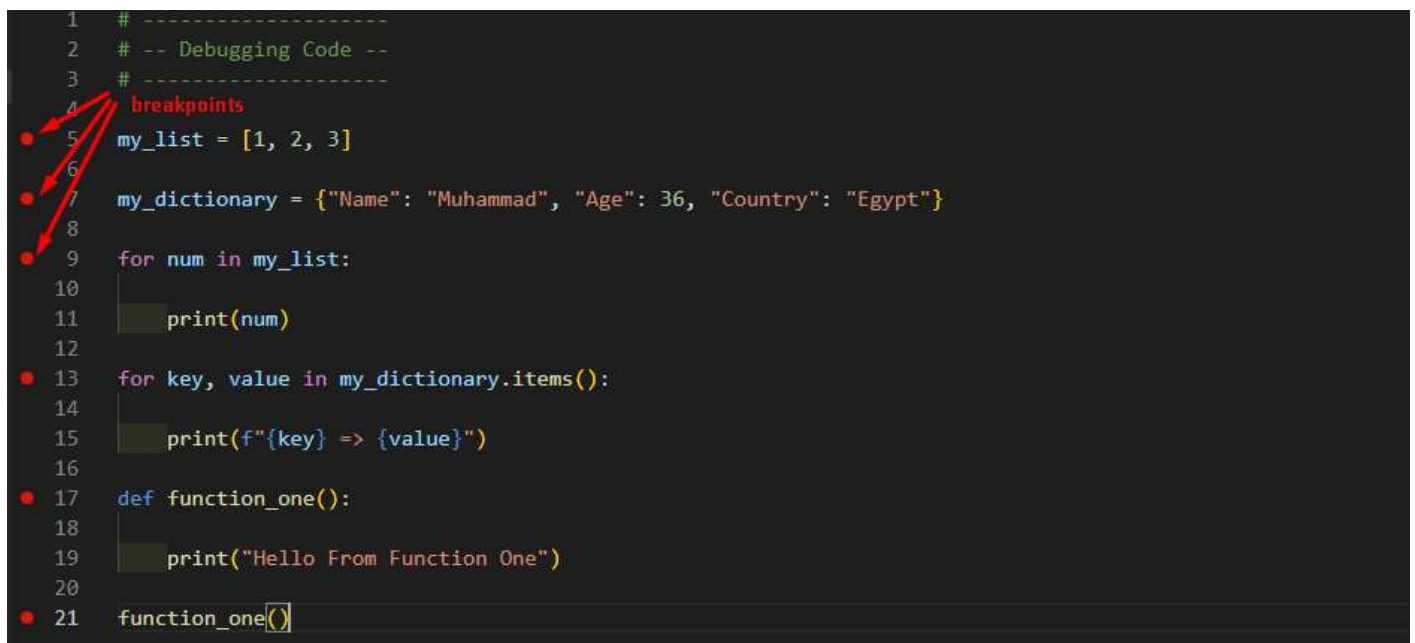 1 # --------------------
2 # -- Debugging Code --
3 # --------------------
4 breakpoints
5 my_list = [1, 2, 3]
6
7 my_dictionary = {"Name": "Muhammad", "Age": 36, "Country": "Egypt"}
8
9 for num in my_list:
10
11     print(num)
12
13 for key, value in my_dictionary.items():
14
15     print(f"{key} => {value}")
16
17 def function_one():
18
19     print("Hello From Function One")
20
21 function_one()